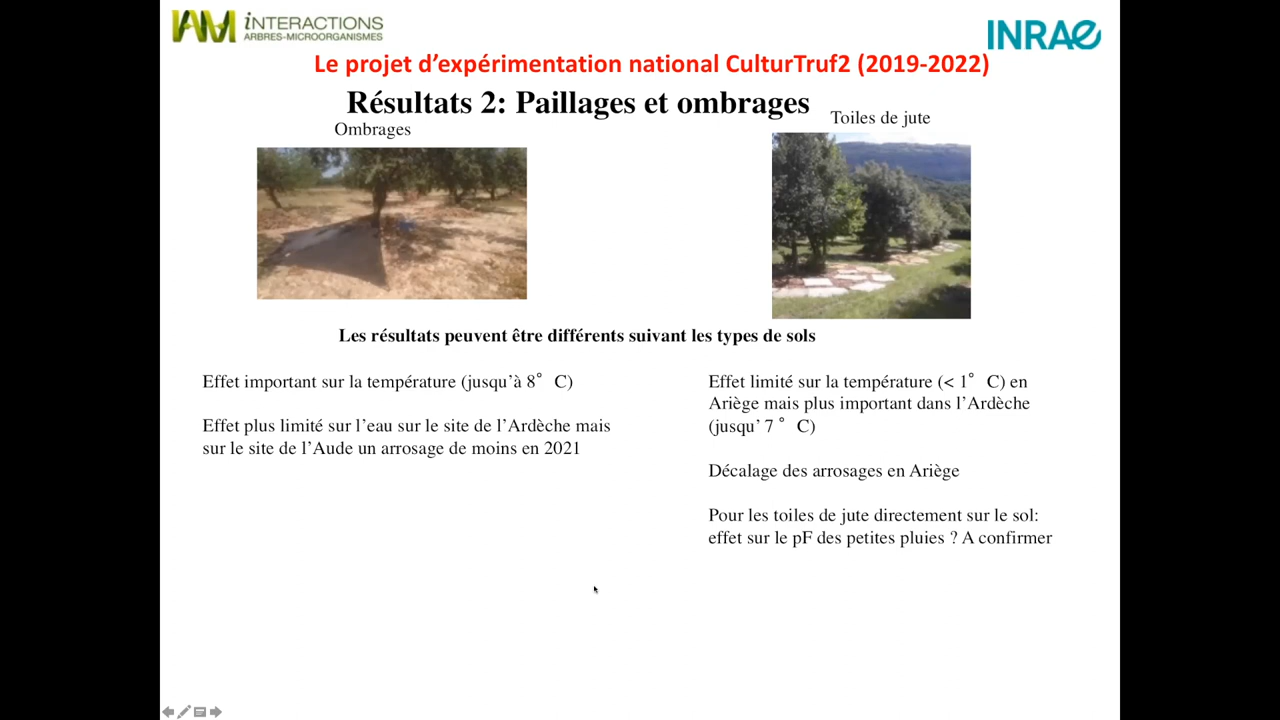 iNTERACTIONS
ARBRES-MICROORGANISMES
INRAE
Le projet d’expérimentation national CulturTruf2 (2019-2022)
Résultats 2: Paillages et ombrages
Ombrages
Toiles de jute
Les résultats peuvent être différents suivant les types de sols
Effet important sur la température (jusqu’à 8° C)
Effet plus limité sur l’eau sur le site de l’Ardèche mais
sur le site de l’Aude un arrosage de moins en 2021
Effet limité sur la température (< 1° C) en
Ariège mais plus important dans l’Ardèche
(jusqu’ 7 ° C)
Décalage des arrosages en Ariège
Pour les toiles de jute directement sur le sol:
effet sur le pF des petites pluies ? A confirmer